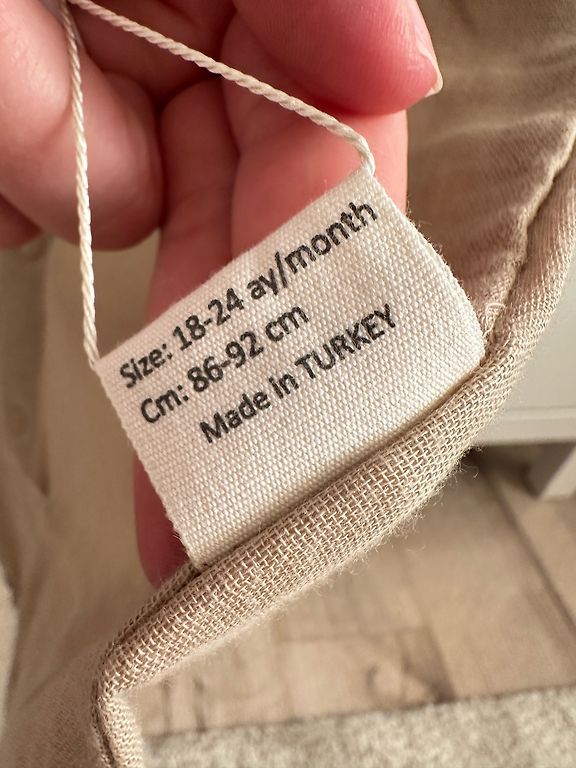 Size: 18-24 ay/month
Cm: 86-92 cm
Made in TURKEY